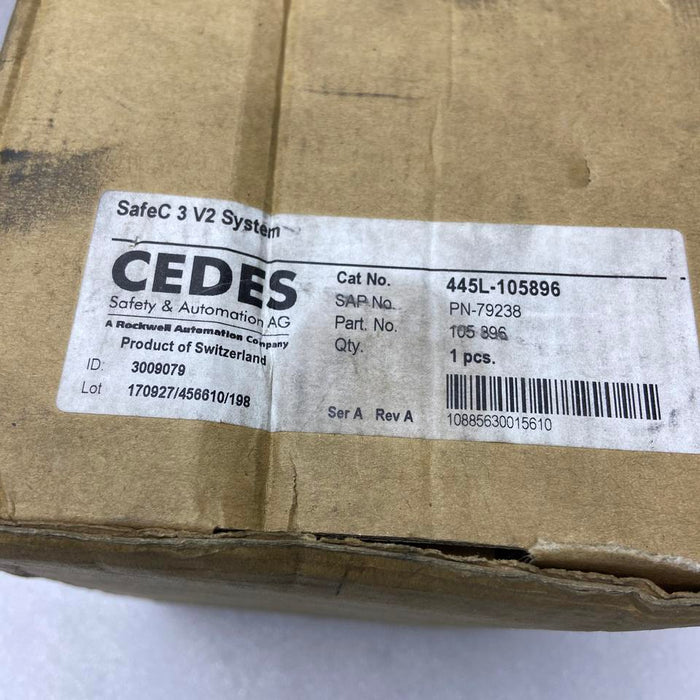 SafeC 3 V2 System
CEDES
Safety & Automation AG
A Rockwell Automation Company
Product of Switzerland
ID: 3009079
Lot 170927/456610/198
Cat No. 445L-105896
SAP No. PN-79238
Part. No. 105 896
Qty. 1 pcs.
Ser A Rev A
10885630015610